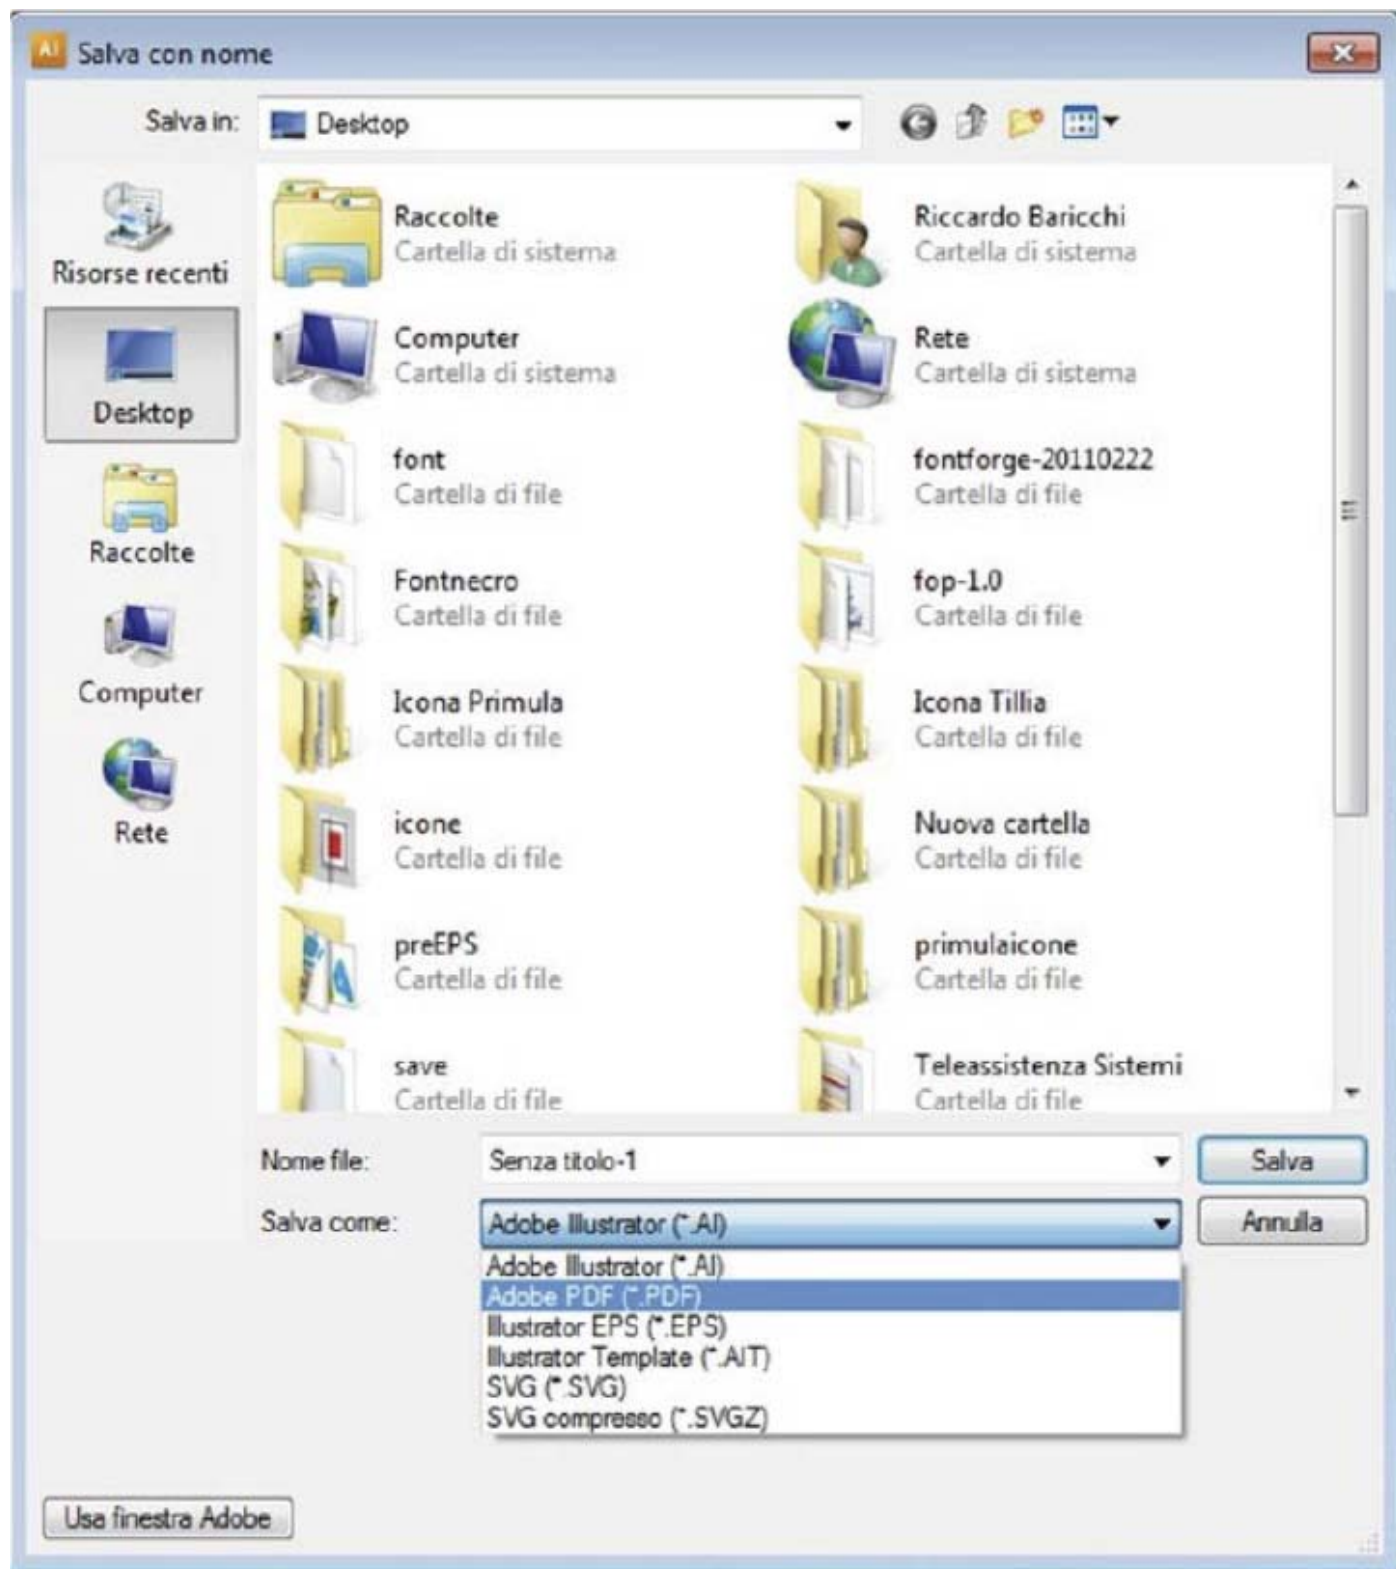 Ai Salva con nome
Salva in: Desktop
Risorse recenti
Desktop
Raccolte
Computer
Rete
Raccolte
Cartella di sistema
Riccardo Baricchi
Cartella di sistema
Computer
Cartella di sistema
Rete
Cartella di sistema
font
Cartella di file
fontforge-20110222
Cartella di file
Fontnecro
Cartella di file
fop-1.0
Cartella di file
Icona Primula
Cartella di file
Icona Tillia
Cartella di file
icone
Cartella di file
Nuova cartella
Cartella di file
preEPS
Cartella di file
primulaicone
Cartella di file
save
Cartella di file
Teleassistenza Sistemi
Cartella di file
Nome file: Senza titolo-1 Salva
Salva come: Adobe Illustrator (*.AI) Annulla
Adobe Illustrator (*.AI)
Adobe PDF (*.PDF)
Illustrator EPS (*.EPS)
Illustrator Template (*.AIT)
SVG (*.SVG)
SVG compresso (*.SVGZ)
Usa finestra Adobe